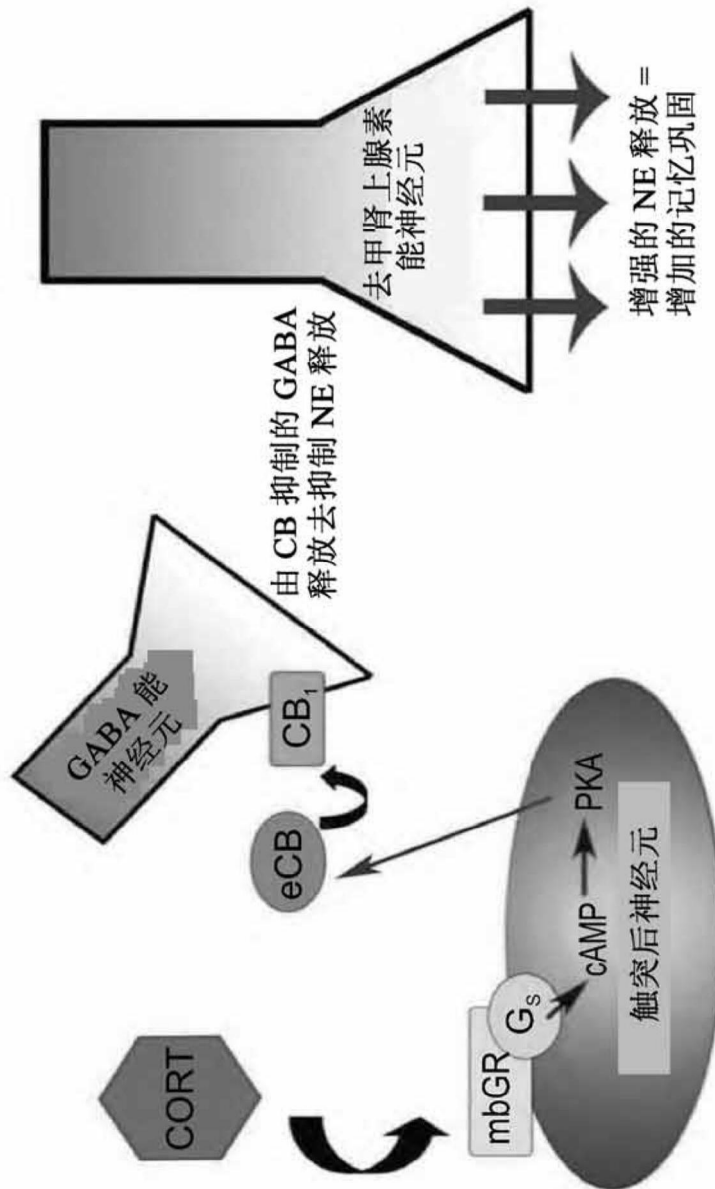 CORT
mbGR
Gs
cAMP
PKA
触突后神经元
eCB
CB₁
GABA 能
神经元
由 CB 抑制的 GABA
释放去抑制 NE 释放
去甲肾上腺素
能神经元
增强的 NE 释放 =
增加的记忆巩固